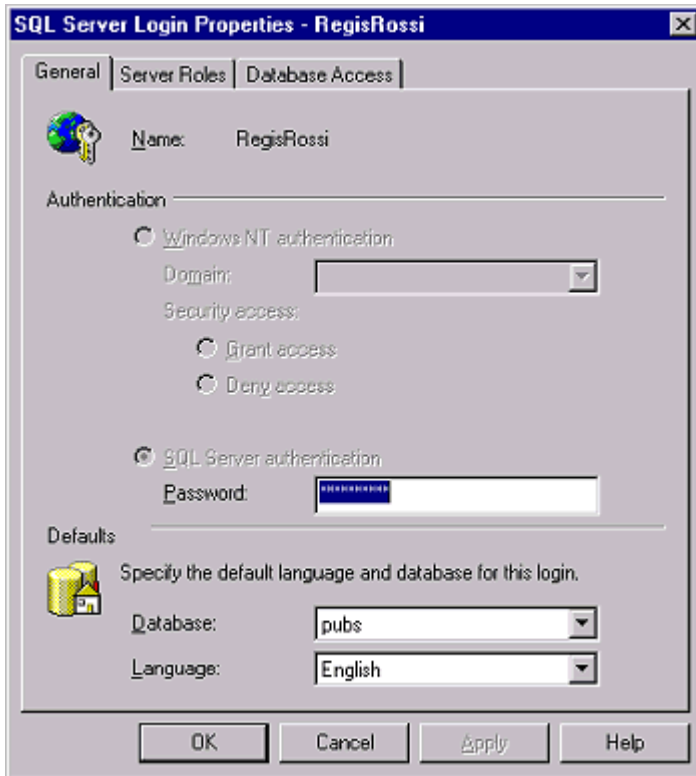 SQL Server Login Properties - RegisRossi
General Server Roles Database Access
Name: RegisRossi
Authentication
Windows NT authentication
Domain:
Security access:
Grant access
Deny access
SQL Server authentication
Password: **********
Defaults
Specify the default language and database for this login.
Database: pubs
Language: English
OK Cancel Apply Help